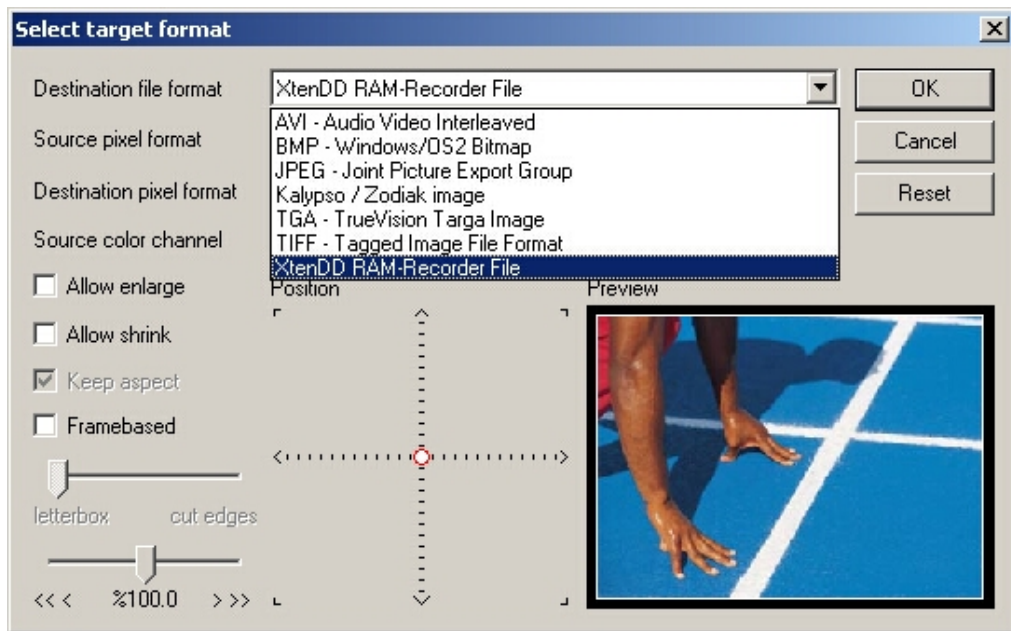 Select target format
Destination file format
XtenDD RAM-Recorder File
OK
AVI - Audio Video Interleaved
Source pixel format
BMP - Windows/OS2 Bitmap
Cancel
JPEG - Joint Picture Export Group
Destination pixel format
Kalypso / Zodiak image
Reset
TGA - TrueVision Targa Image
Source color channel
TIFF - Tagged Image File Format
XtenDD RAM-Recorder File
Allow enlarge
Position
Preview
Allow shrink
Keep aspect
Framebased
letterbox cut edges
<< < %100.0 > >>